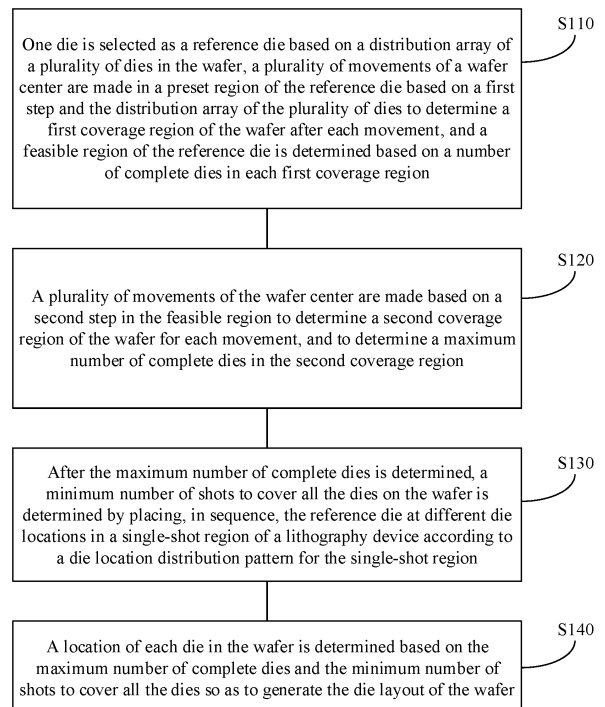 S110
One die is selected as a reference die based on a distribution array of
a plurality of dies in the wafer, a plurality of movements of a wafer
center are made in a preset region of the reference die based on a first
step and the distribution array of the plurality of dies to determine a
first coverage region of the wafer after each movement, and a
feasible region of the reference die is determined based on a number
of complete dies in each first coverage region
S120
A plurality of movements of the wafer center are made based on a
second step in the feasible region to determine a second coverage
region of the wafer for each movement, and to determine a maximum
number of complete dies in the second coverage region
S130
After the maximum number of complete dies is determined, a
minimum number of shots to cover all the dies on the wafer is
determined by placing, in sequence, the reference die at different die
locations in a single-shot region of a lithography device according to
a die location distribution pattern for the single-shot region
S140
A location of each die in the wafer is determined based on the
maximum number of complete dies and the minimum number of
shots to cover all the dies so as to generate the die layout of the wafer